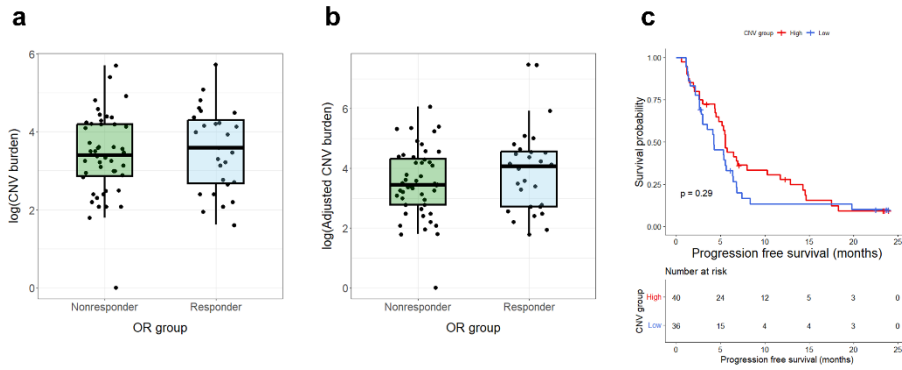 a
log(CNV burden)
6
4
2
0
Nonresponder Responder
OR group
b
log(Adjusted CNV burden)
6
4
2
0
Nonresponder Responder
OR group
c
CNV group High Low
Survival probability
1.00
0.75
0.50
0.25
0.00
p = 0.29
0 5 10 15 20 25
Progression free survival (months)
Number at risk
CNV group
High 40 24 12 5 3 0
Low 36 15 4 4 3 0
0 5 10 15 20 25
Progression free survival (months)